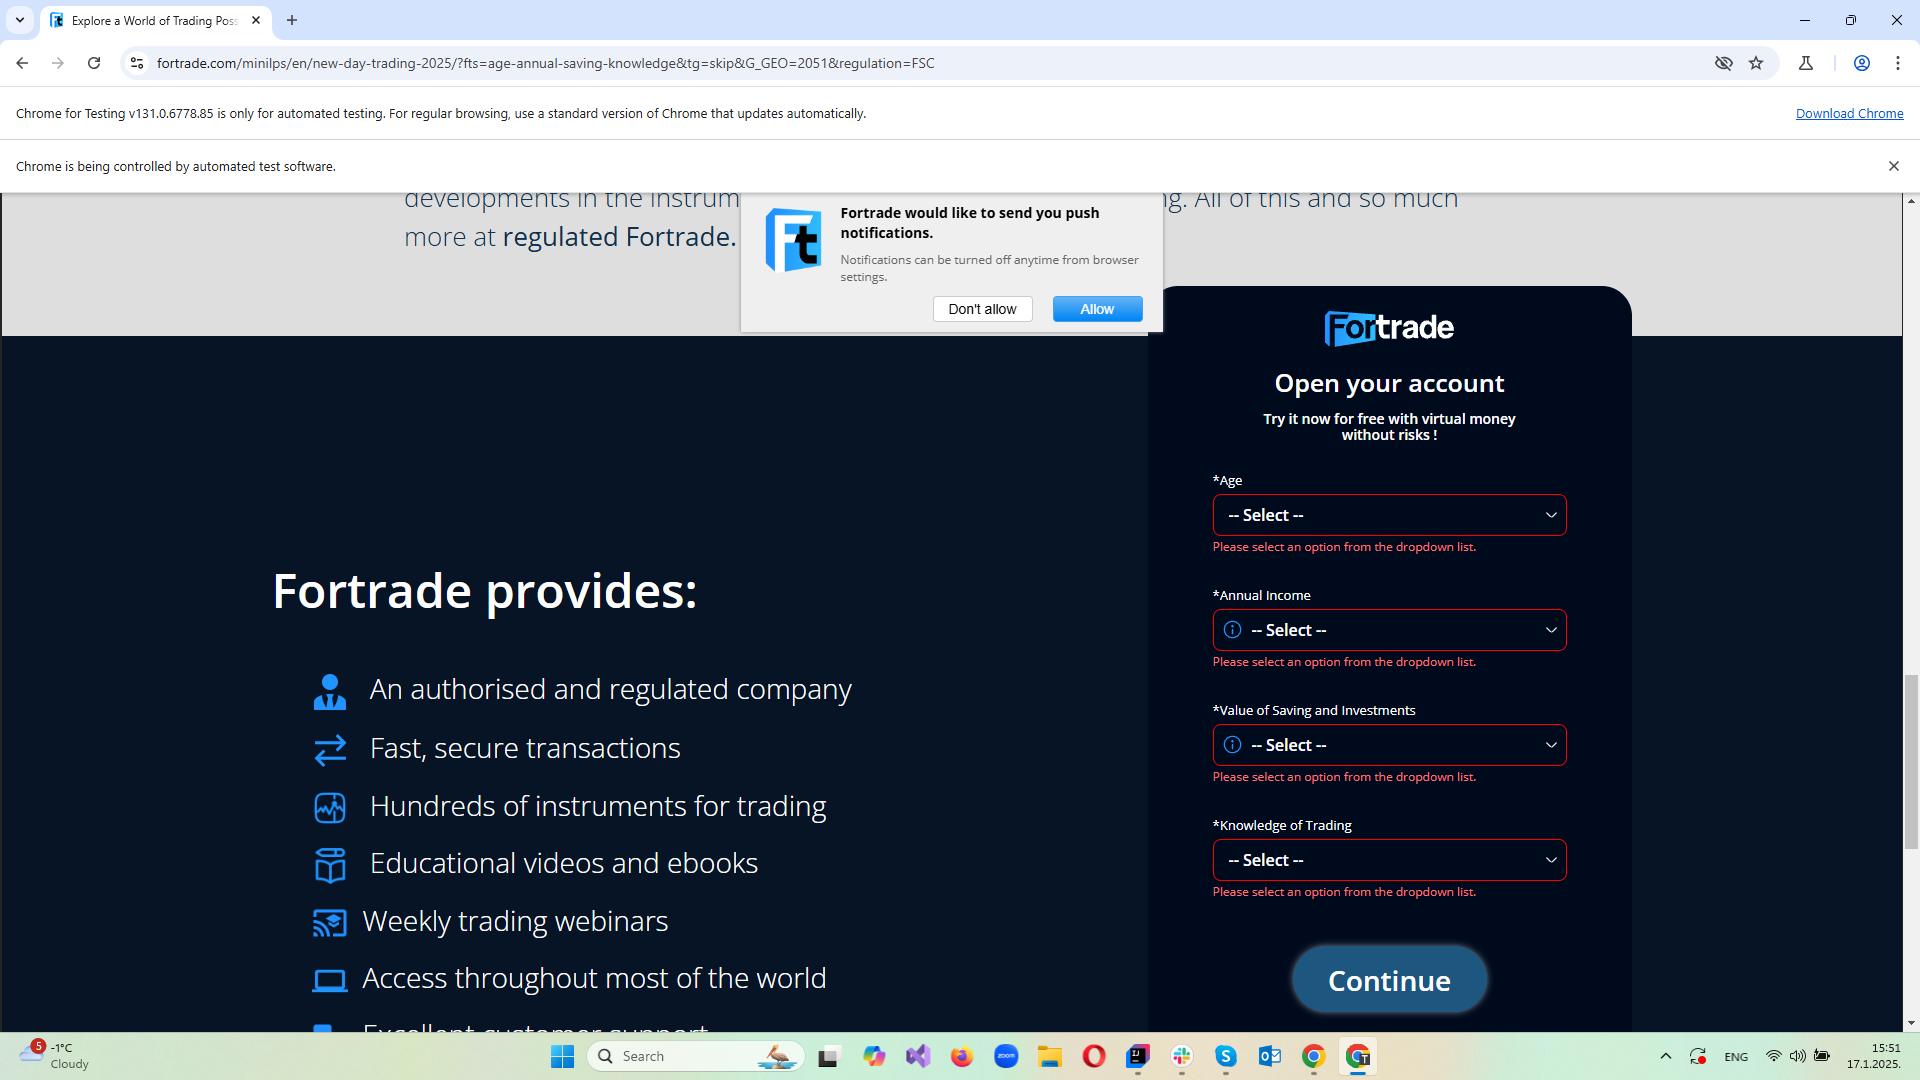 Explore a World of Trading Poss
fortrade.com/minilps/en/new-day-trading-2025/?fts=age-annual-saving-knowledge&tg=skip&G_GEO=2051&regulation=FSC
Chrome for Testing v131.0.6778.85 is only for automated testing. For regular browsing, use a standard version of Chrome that updates automatically.
Download Chrome
Chrome is being controlled by automated test software.
developments in the instrum
ng. All of this and so much
more at regulated Fortrade.
Ft
Fortrade would like to send you push
notifications.
Notifications can be turned off anytime from browser
settings.
Don't allow
Allow
Fortrade
Open your account
Try it now for free with virtual money
without risks !
*Age
-- Select --
Please select an option from the dropdown list.
*Annual Income
-- Select --
Please select an option from the dropdown list.
*Value of Saving and Investments
-- Select --
Please select an option from the dropdown list.
*Knowledge of Trading
-- Select --
Please select an option from the dropdown list.
Continue
Fortrade provides:
An authorised and regulated company
Fast, secure transactions
Hundreds of instruments for trading
Educational videos and ebooks
Weekly trading webinars
Access throughout most of the world
Excellent customer support
5
-1°C
Cloudy
Search
zoom
ENG
15:51
17.1.2025.